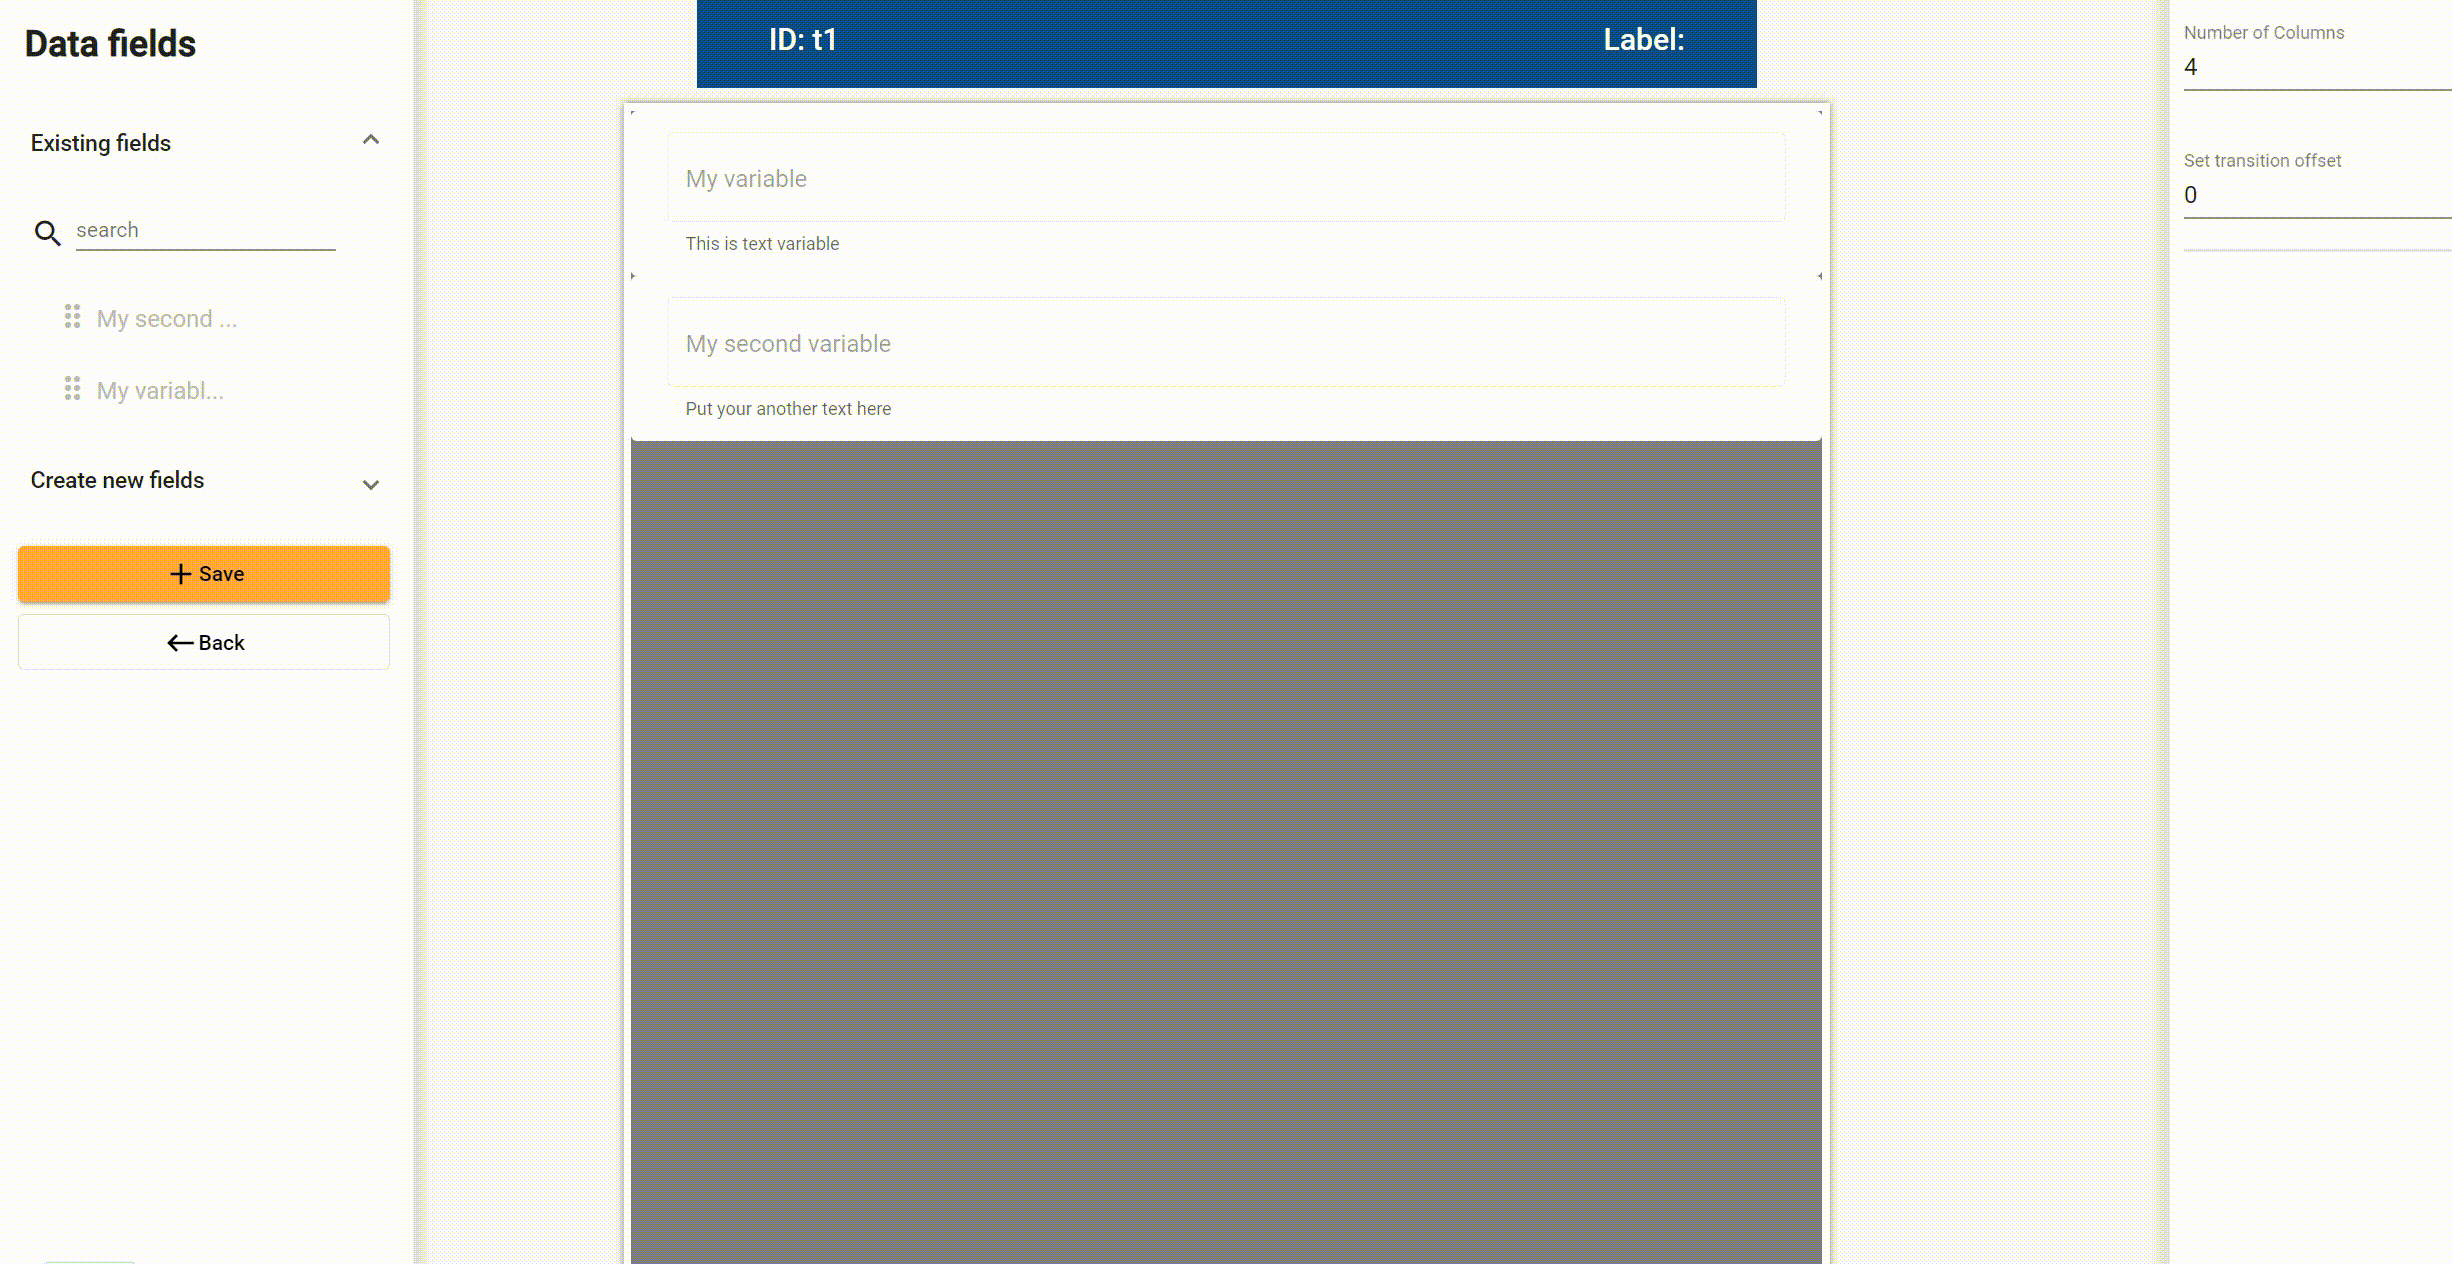 Data fields
Existing fields
search
My second ...
My variabl...
Create new fields
Save
Back
ID: t1
Label:
My variable
This is text variable
My second variable
Put your another text here
Number of Columns
4
Set transition offset
0